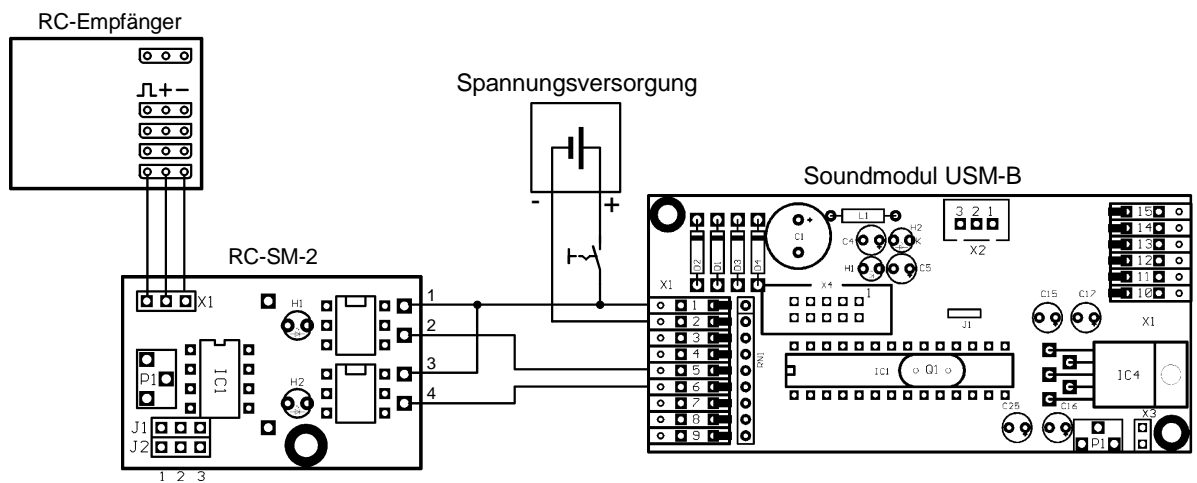 RC-Empfänger
+ -
Spannungsversorgung
- +
Soundmodul USM-B
RC-SM-2
X1
H1
1
2
3
4
P1
IC1
H2
J1
J2
1 2 3
X1
D2
D1
D3
D4
C1
L1
C4
H2
K
H1
C5
3 2 1
X2
X4
1
1
2
3
4
5
6
7
8
9
RN1
IC1
Q1
J1
15
14
13
12
11
10
X1
C15
C17
IC4
C25
C16
P1
X3